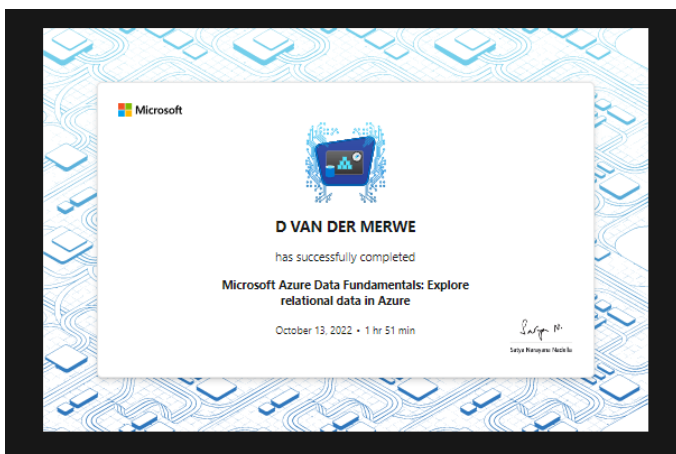 Microsoft
D VAN DER MERWE
has successfully completed
Microsoft Azure Data Fundamentals: Explore
relational data in Azure
October 13, 2022 • 1 hr 51 min
Satya N.
Satya Narayana Nadella